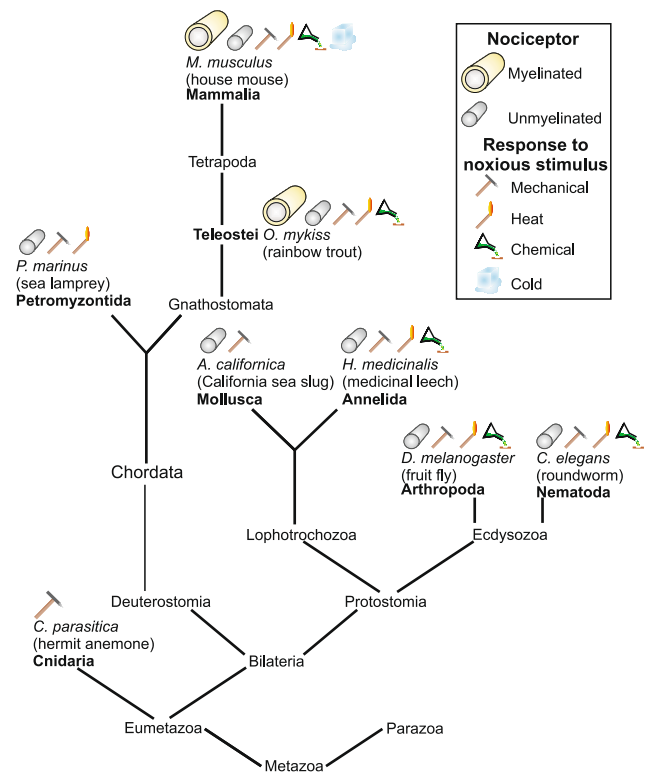 M. musculus
(house mouse)
Mammalia
Tetrapoda
Teleostei O. mykiss
(rainbow trout)
P. marinus
(sea lamprey)
Petromyzontida
Gnathostomata
A. californica
(California sea slug)
Mollusca
H. medicinalis
(medicinal leech)
Annelida
Chordata
D. melanogaster
(fruit fly)
Arthropoda
C. elegans
(roundworm)
Nematoda
Lophotrochozoa
Ecdysozoa
Deuterostomia
Protostomia
C. parasitica
(hermit anemone)
Cnidaria
Bilateria
Eumetazoa
Parazoa
Metazoa
Nociceptor
Myelinated
Unmyelinated
Response to
noxious stimulus
Mechanical
Heat
Chemical
Cold